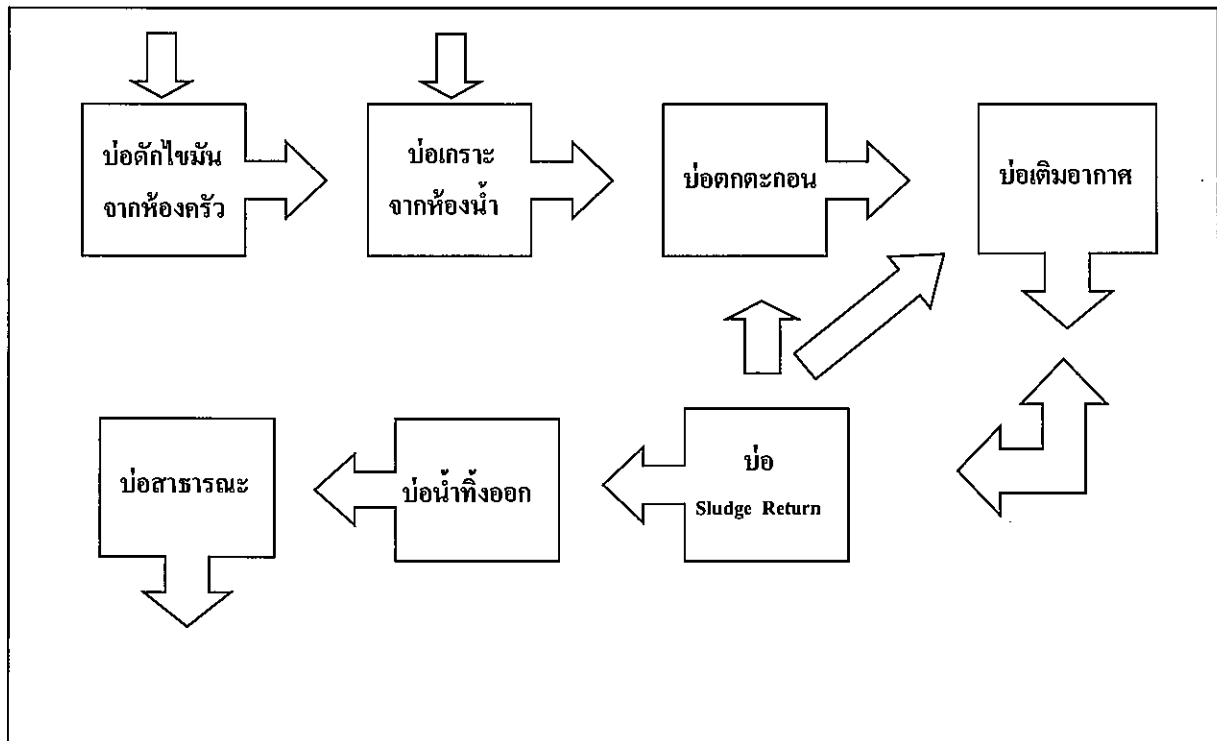 บ่อดักไขมัน
จากห้องครัว
บ่อเกราะ
จากห้องน้ำ
บ่อตกตะกอน
บ่อเติมอากาศ
บ่อสาธารณะ
บ่อน้ำทิ้งออก
บ่อ
Sludge Return